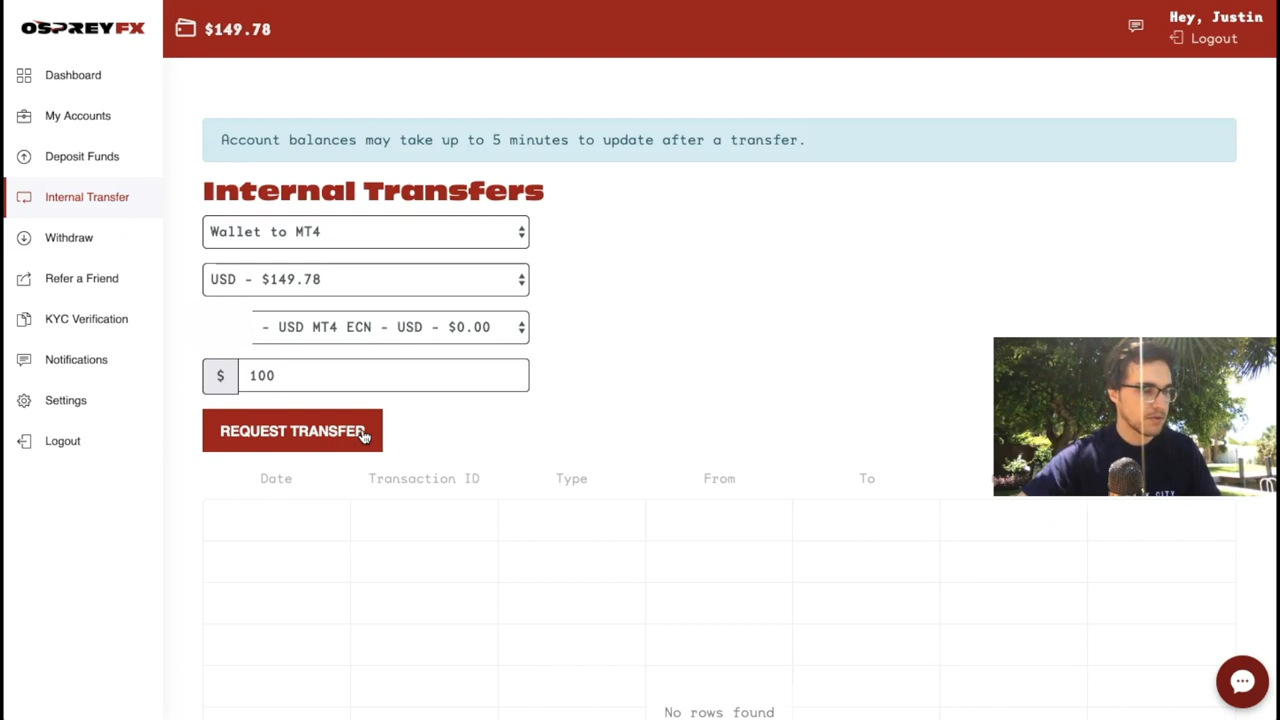 OSPREYFX
$149.78
Hey, Justin
Logout
Dashboard
My Accounts
Deposit Funds
Internal Transfer
Withdraw
Refer a Friend
KYC Verification
Notifications
Settings
Logout
Account balances may take up to 5 minutes to update after a transfer.
Internal Transfers
Wallet to MT4
USD - $149.78
- USD MT4 ECN - USD - $0.00
$ 100
REQUEST TRANSFER
Date Transaction ID Type From To
No rows found
CITY